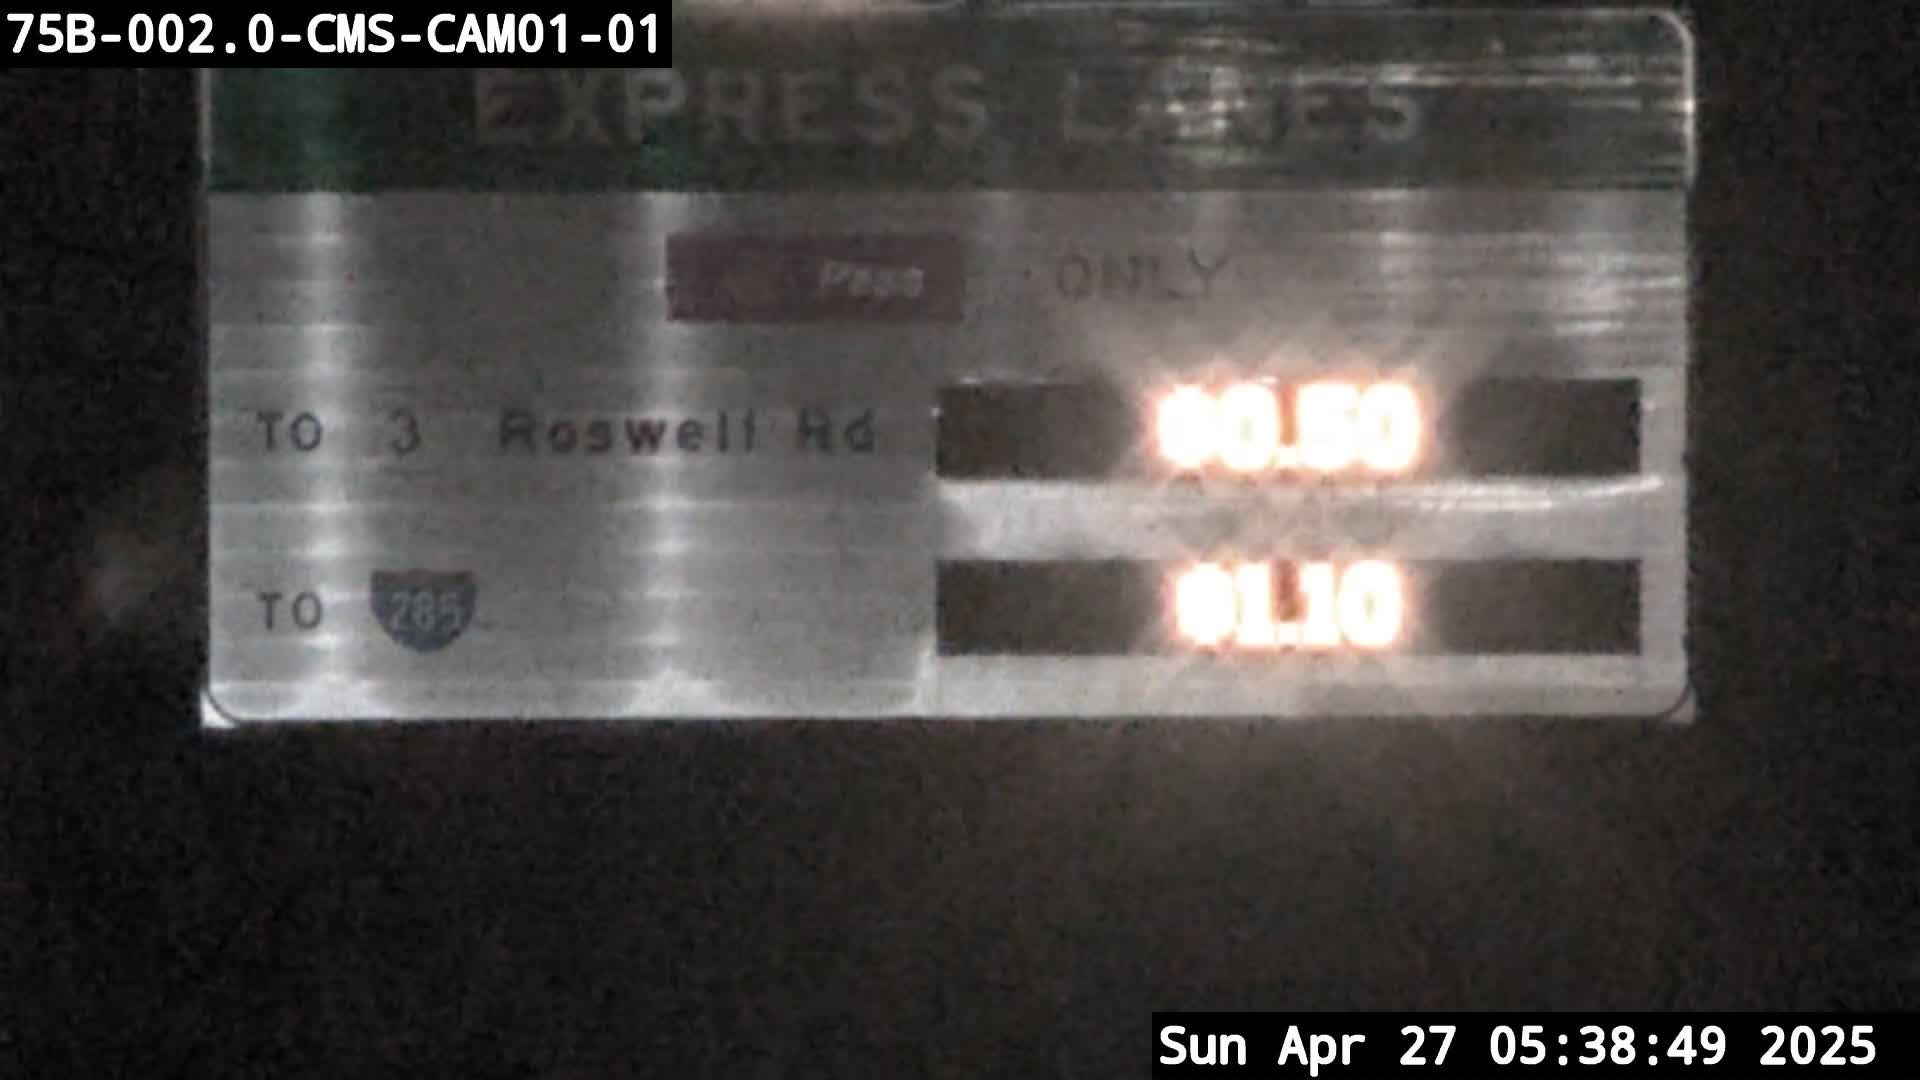 75B-002.0-CMS-CAM01-01
EXPRESS LANES
Pass ONLY
TO 3 Roswell Rd $0.50
TO 285 $1.10
Sun Apr 27 05:38:49 2025